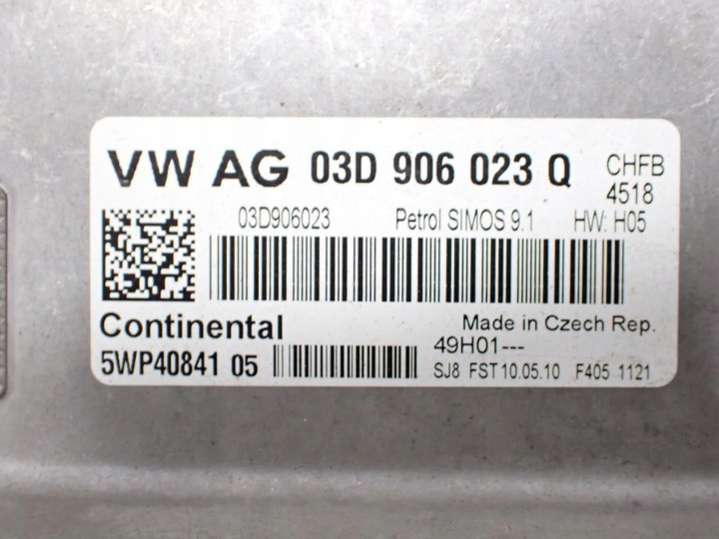 VW AG 03D 906 023 Q CHFB
4518
03D906023 Petrol SIMOS 9.1 HW: H05
Continental Made in Czech Rep.
49H01---
5WP40841 05 SJ8 FST 10.05.10 F405 1121